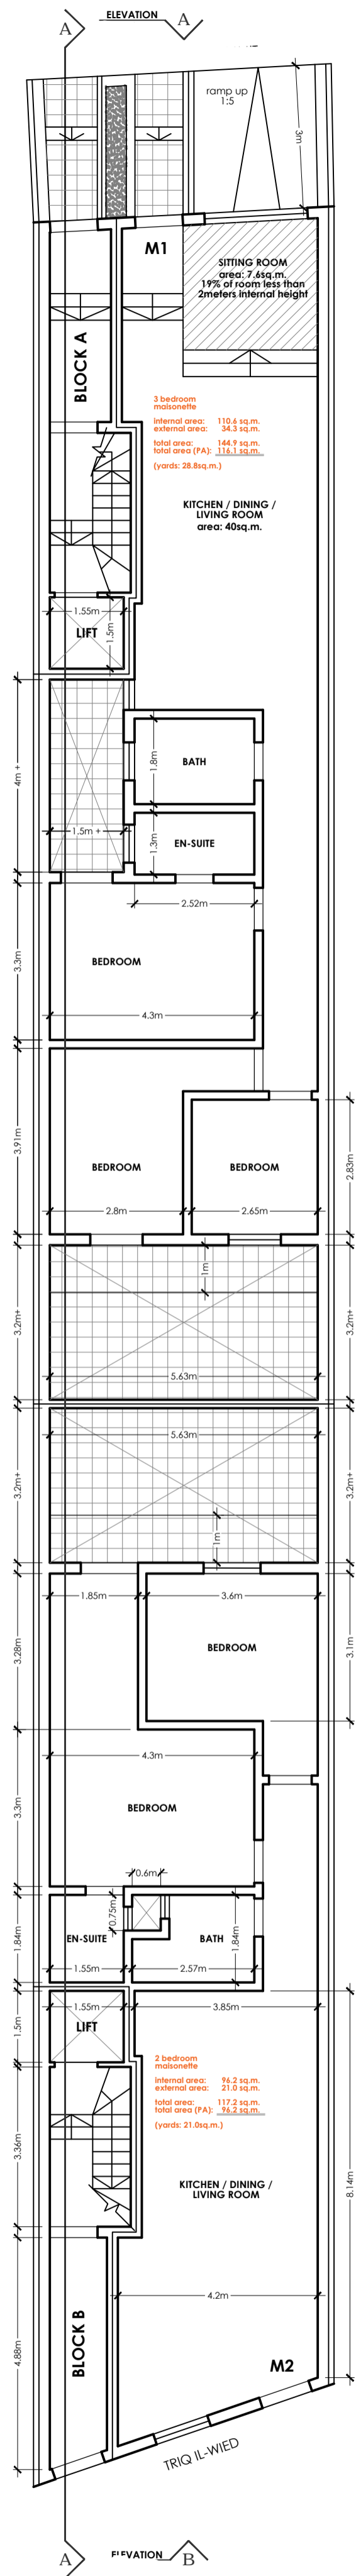 ELEVATION
A
A
ramp up
1:5
3m
M1
SITTING ROOM
area: 7.6sq.m.
19% of room less than
2meters internal height
BLOCK A
3 bedroom
maisonette
internal area: 110.6 sq.m.
external area: 34.3 sq.m.
total area: 144.9 sq.m.
total area (PA): 116.1 sq.m.
(yards: 28.8sq.m.)
KITCHEN / DINING /
LIVING ROOM
area: 40sq.m.
1.55m
LIFT
1.5m
4m +
1.8m
BATH
1.5m +
1.3m
EN-SUITE
2.52m
3.3m
BEDROOM
4.3m
3.91m
BEDROOM
BEDROOM
2.83m
2.8m
2.65m
1m
3.2m+
3.2m+
5.63m
5.63m
3.2m+
3.2m+
1m
1.85m
3.6m
3.28m
BEDROOM
3.1m
4.3m
3.3m
BEDROOM
0.6m
0.75m
1.84m
EN-SUITE
BATH
1.84m
1.55m
2.57m
1.55m
3.85m
1.5m
LIFT
2 bedroom
maisonette
internal area: 96.2 sq.m.
external area: 21.0 sq.m.
total area: 117.2 sq.m.
total area (PA): 96.2 sq.m.
(yards: 21.0sq.m.)
3.36m
KITCHEN / DINING /
LIVING ROOM
8.14m
4.2m
4.88m
BLOCK B
M2
TRIQ IL-WIED
A
ELEVATION
B